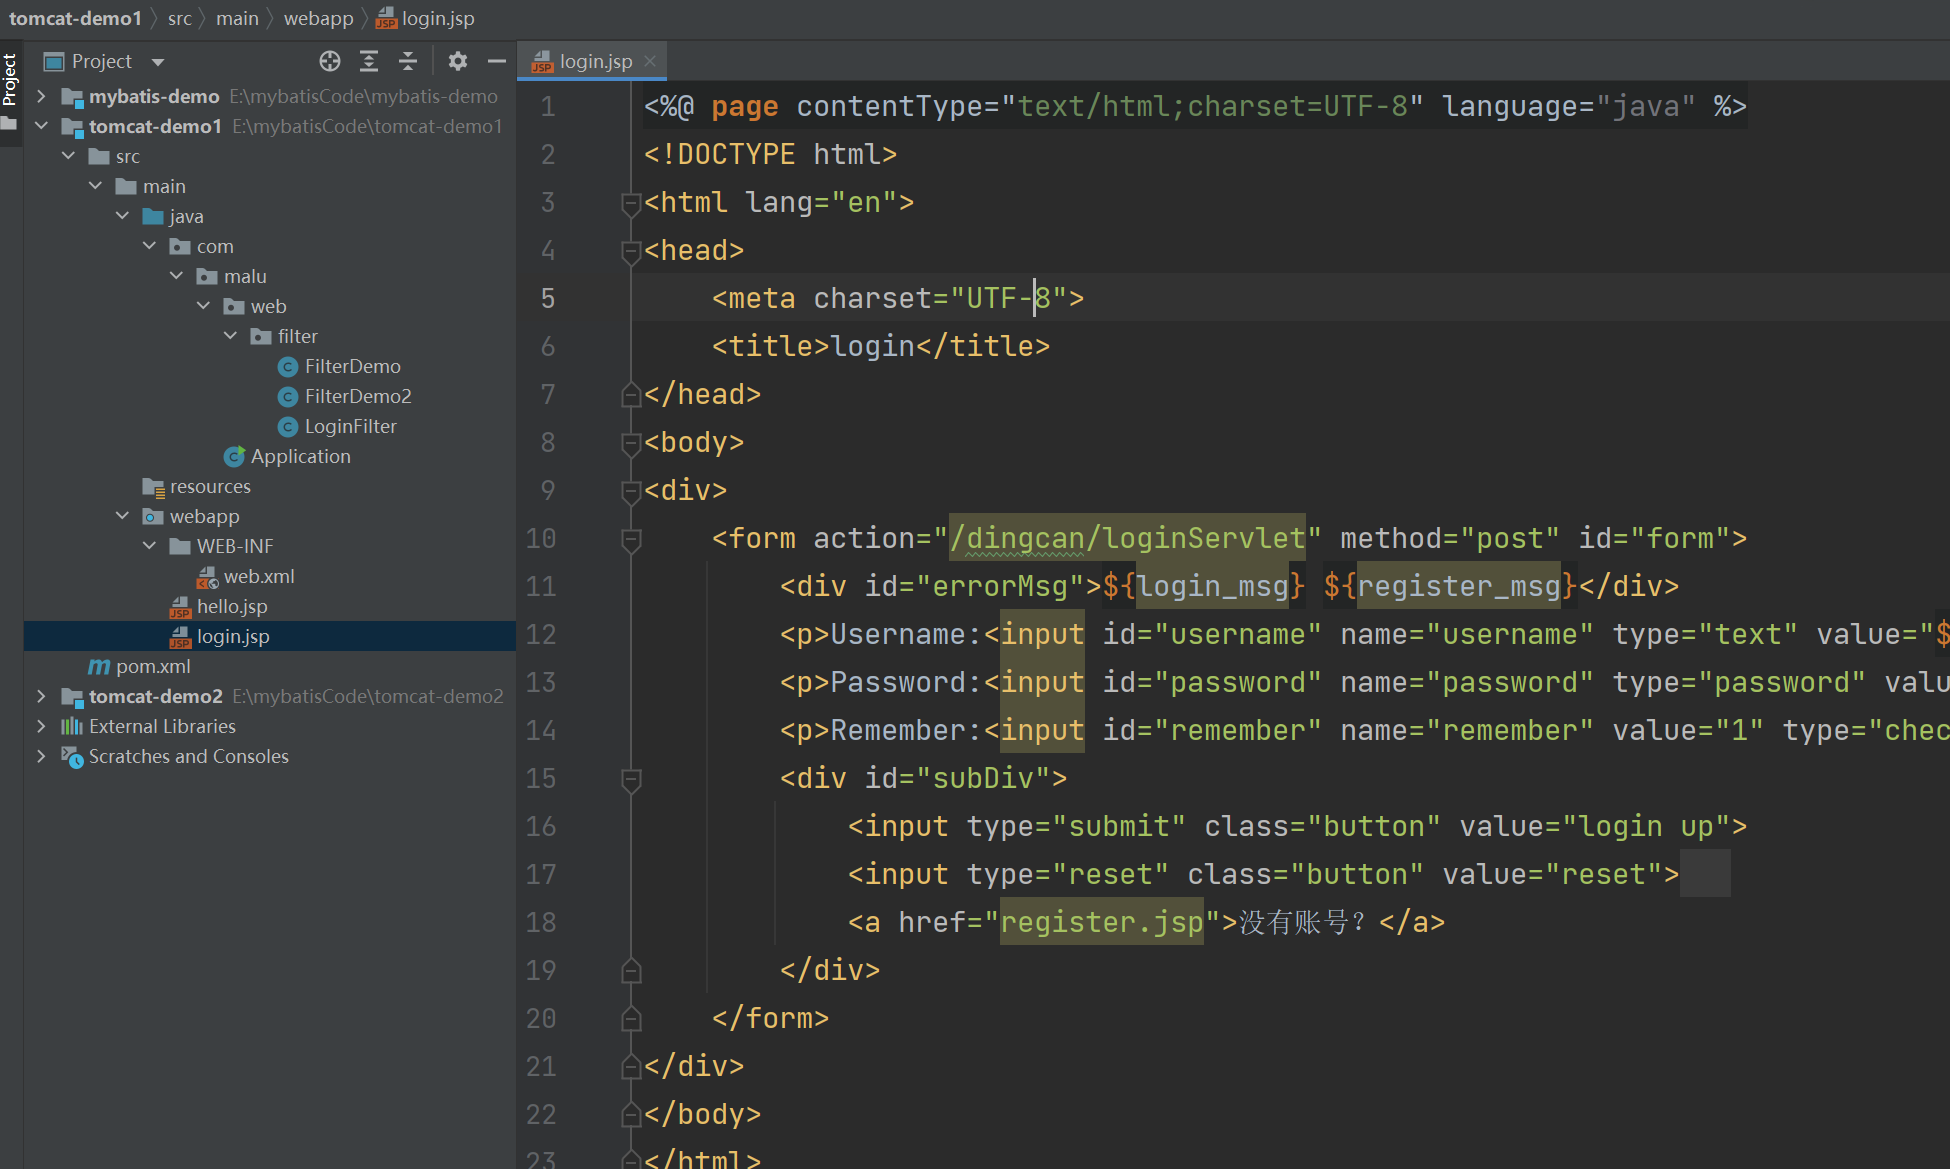 tomcat-demo1 src main webapp login.jsp
Project
Project
mybatis-demo E:\mybatisCode\mybatis-demo
tomcat-demo1 E:\mybatisCode\tomcat-demo1
src
main
java
com
malu
web
filter
FilterDemo
FilterDemo2
LoginFilter
Application
resources
webapp
WEB-INF
web.xml
hello.jsp
login.jsp
pom.xml
tomcat-demo2 E:\mybatisCode\tomcat-demo2
External Libraries
Scratches and Consoles
login.jsp
1 <%@ page contentType="text/html;charset=UTF-8" language="java" %>
2 <!DOCTYPE html>
3 <html lang="en">
4 <head>
5 <meta charset="UTF-8">
6 <title>login</title>
7 </head>
8 <body>
9 <div>
10 <form action="/dingcan/loginServlet" method="post" id="form">
11 <div id="errorMsg">${login_msg} ${register_msg}</div>
12 <p>Username:<input id="username" name="username" type="text" value="$
13 <p>Password:<input id="password" name="password" type="password" valu
14 <p>Remember:<input id="remember" name="remember" value="1" type="chec
15 <div id="subDiv">
16 <input type="submit" class="button" value="login up">
17 <input type="reset" class="button" value="reset">
18 <a href="register.jsp">没有账号？</a>
19 </div>
20 </form>
21 </div>
22 </body>
23 </html>